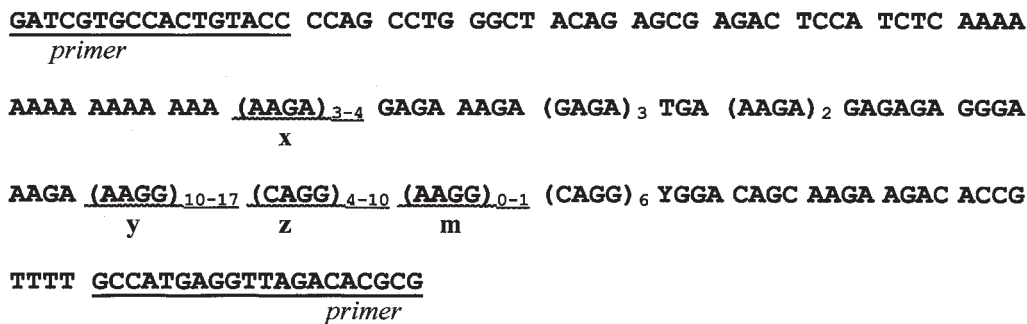 GATCGTGCCACTGTACC CCAG CCTG GGCT ACAG AGCG AGAC TCCA TCTC AAAA
primer
AAAA AAAA AAA (AAGA)3–4 GAGA AAGA (GAGA)3 TGA (AAGA)2 GAGAGA GGGA
x
AAGA (AAGG)10–17 (CAGG)4–10 (AAGG)0–1 (CAGG)6 YGGA CAGC AAGA AGAC ACCG
y z m
TTTT GCCATGAGGTTAGACACGCG
primer